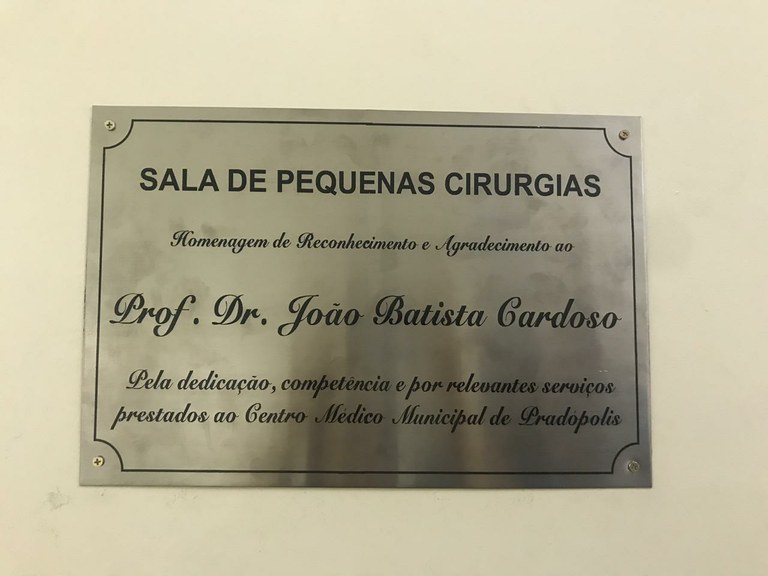 SALA DE PEQUENAS CIRURGIAS
Homenagem de Reconhecimento e Agradecimento ao
Prof. Dr. João Batista Cardoso
Pela dedicação, competência e por relevantes serviços
prestados ao Centro Médico Municipal de Pradópolis